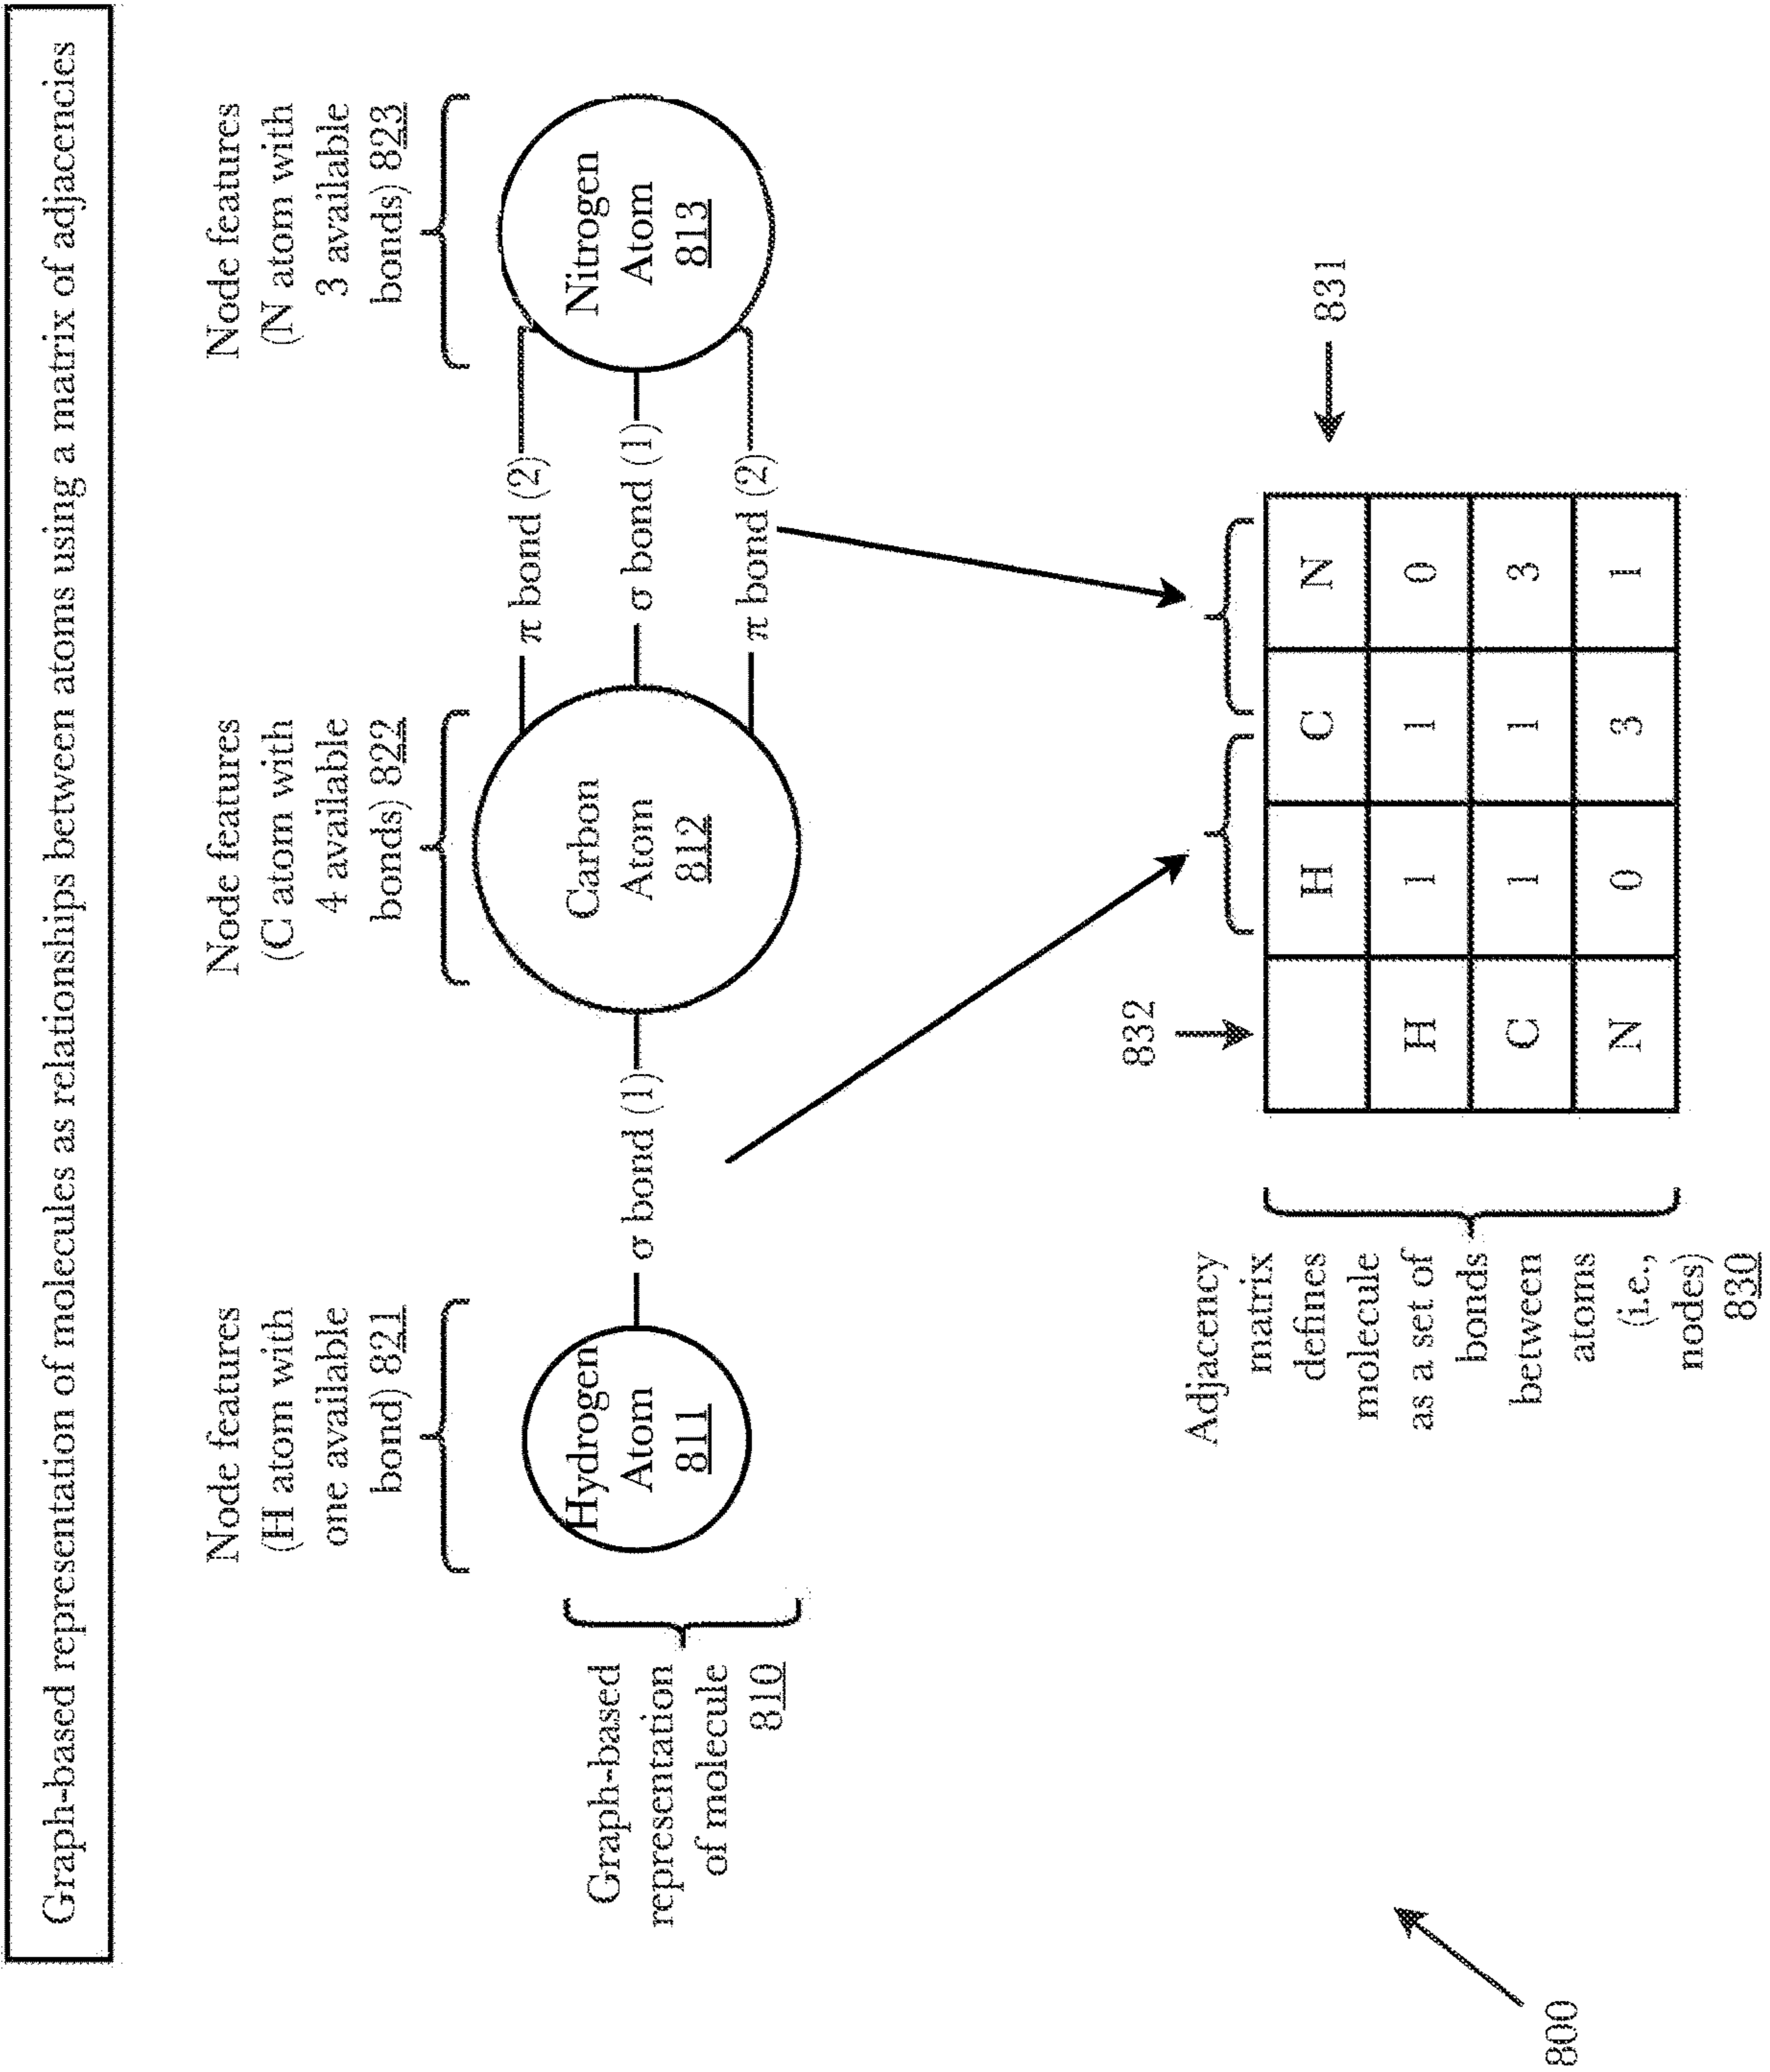 Graph-based representation of molecules as relationships between atoms using a matrix of adjacencies
Node features
(H atom with
one available
bond) 821
Node features
(C atom with
4 available
bonds) 822
Node features
(N atom with
3 available
bonds) 823
Graph-based
representation
of molecule
810
Hydrogen
Atom
811
σ bond (1)
Carbon
Atom
812
π bond (2)
σ bond (1)
π bond (2)
Nitrogen
Atom
813
Adjacency
matrix
defines
molecule
as a set of
bonds
between
atoms
(i.e.,
nodes)
830
832
H C N
H 1 1 0
C 1 1 3
N 0 3 1
831
800